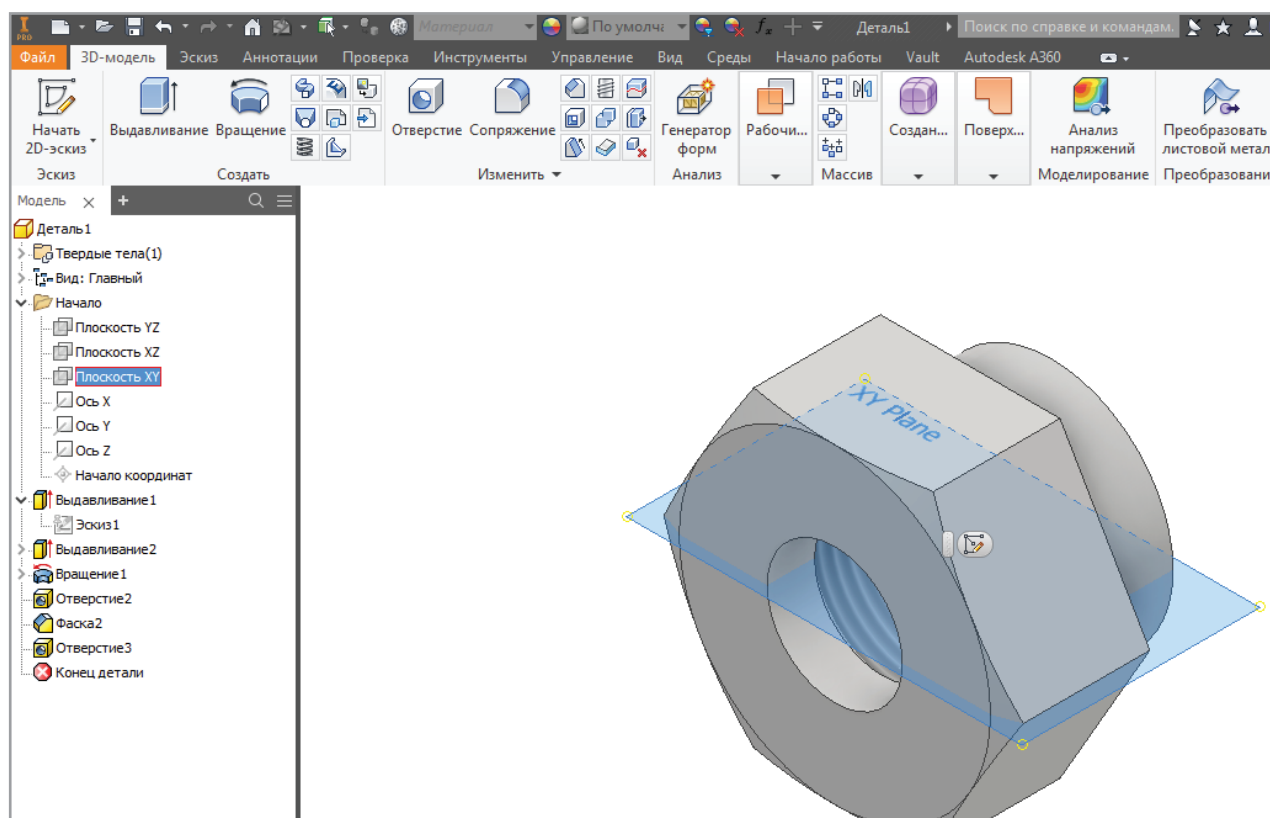 PRO
Материал
По умолча
fx
Деталь1
Поиск по справке и командам.
Файл 3D-модель Эскиз Аннотации Проверка Инструменты Управление Вид Среды Начало работы Vault Autodesk A360
Начать
2D-эскиз
Выдавливание Вращение
Отверстие Сопряжение
Генератор
форм
Рабочи...
Создан...
Поверх...
Анализ
напряжений
Преобразовать
листовой метал
Эскиз Создать Изменить Анализ Массив Моделирование Преобразовани
Модель
Деталь1
Твердые тела(1)
Вид: Главный
Начало
Плоскость YZ
Плоскость XZ
Плоскость XY
Ось X
Ось Y
Ось Z
Начало координат
Выдавливание1
Эскиз1
Выдавливание2
Вращение1
Отверстие2
Фаска2
Отверстие3
Конец детали
XY Plane